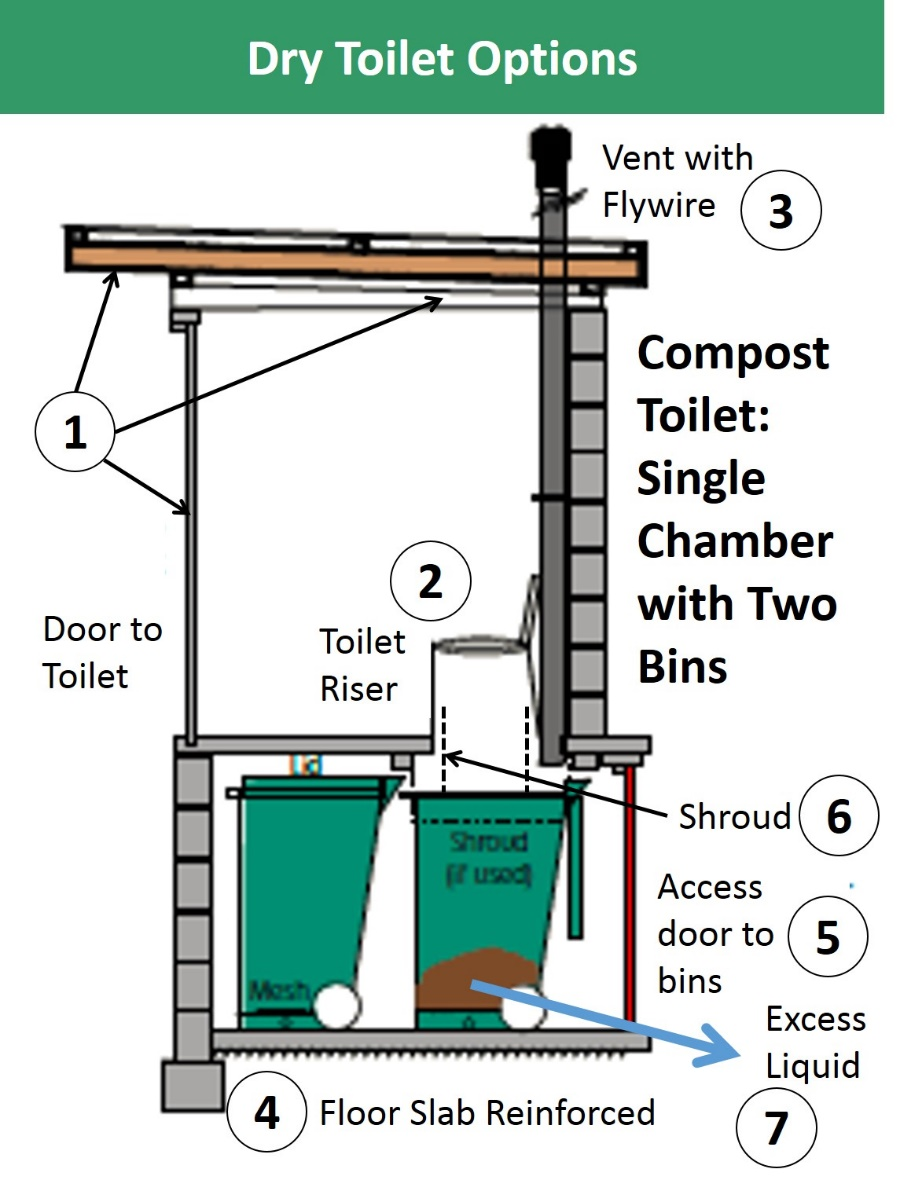 Dry Toilet Options
Vent with
Flywire
3
1
Compost
Toilet:
Single
Chamber
with Two
Bins
2
Toilet
Riser
Door to
Toilet
Shroud
6
Shroud
(if used)
Access
door to
bins
5
Mesh
Excess
Liquid
7
4
Floor Slab Reinforced